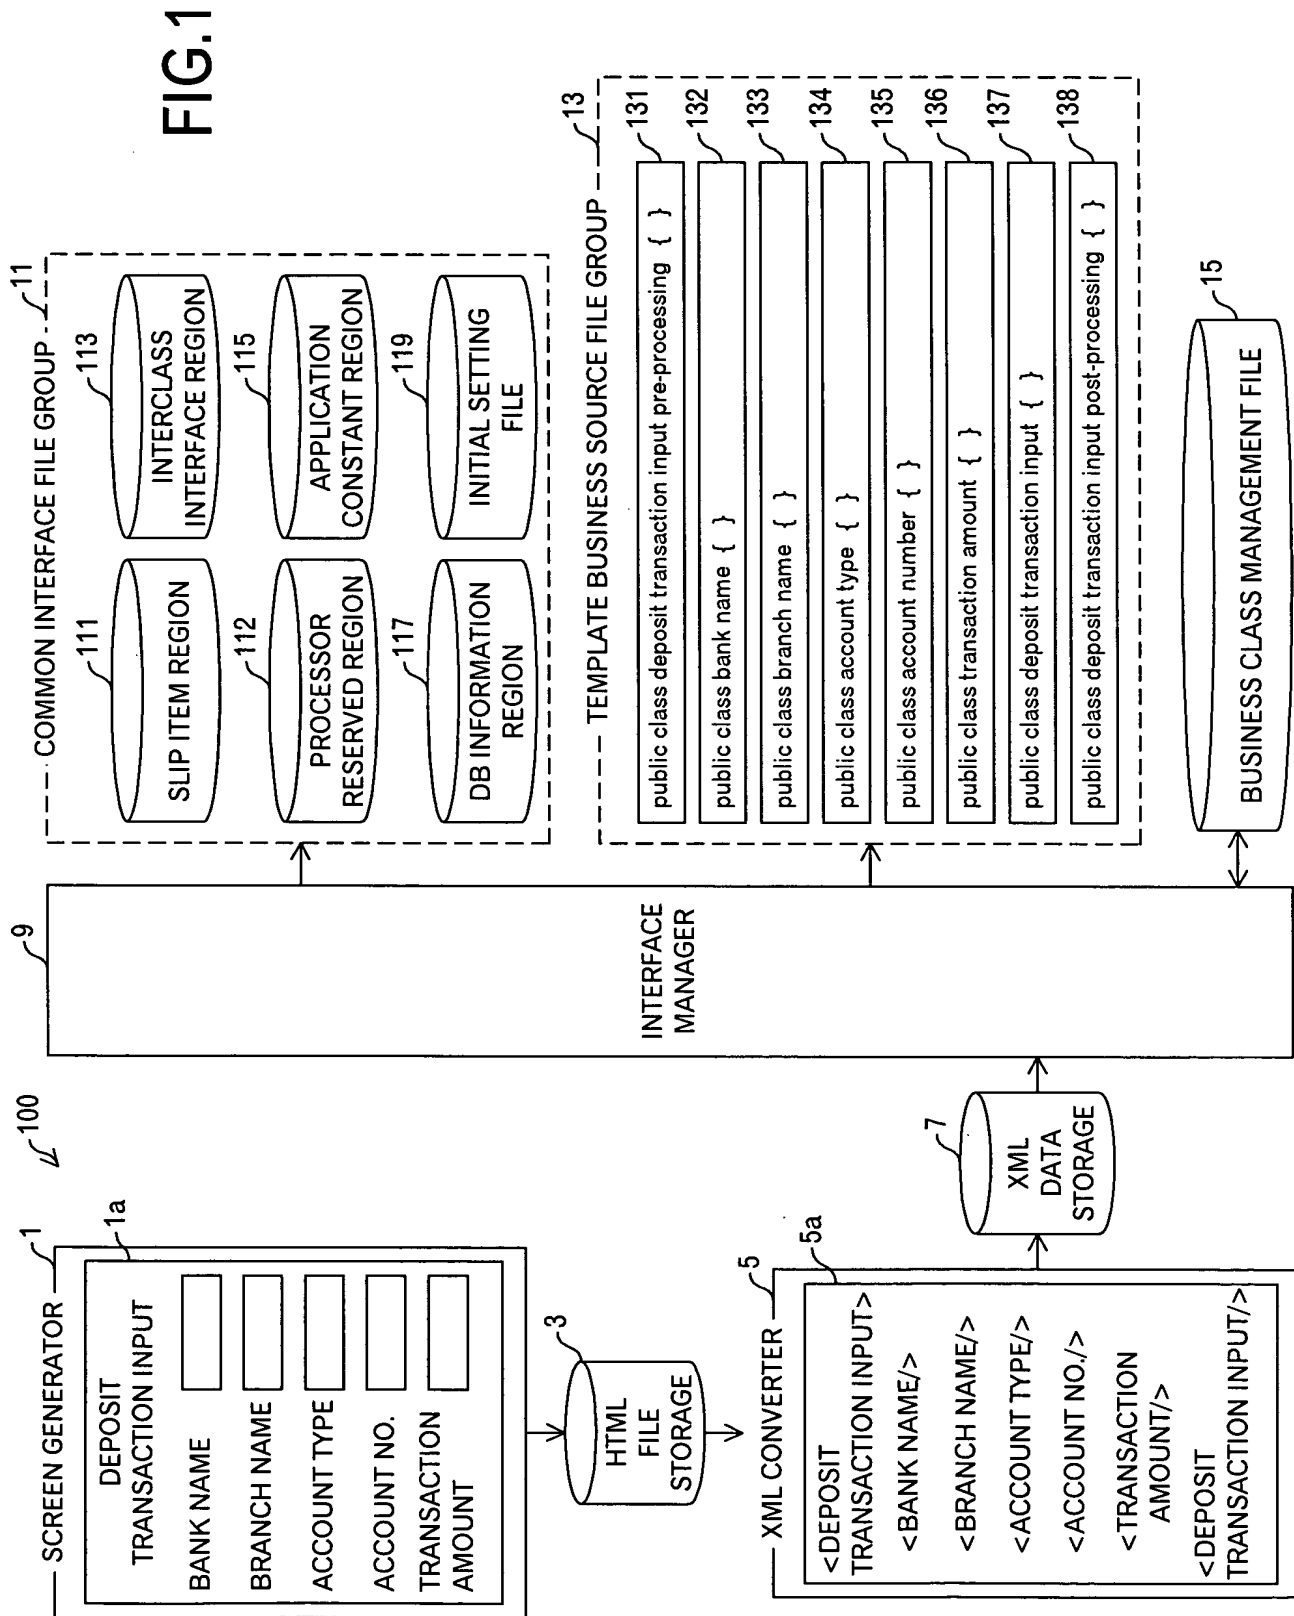 FIG.1
100
1
SCREEN GENERATOR
1a
DEPOSIT
TRANSACTION INPUT
BANK NAME
BRANCH NAME
ACCOUNT TYPE
ACCOUNT NO.
TRANSACTION
AMOUNT
3
HTML
FILE
STORAGE
5
XML CONVERTER
5a
<DEPOSIT
TRANSACTION INPUT>
<BANK NAME/>
<BRANCH NAME/>
<ACCOUNT TYPE/>
<ACCOUNT NO./>
<TRANSACTION
AMOUNT/>
<DEPOSIT
TRANSACTION INPUT/>
7
XML
DATA
STORAGE
9
INTERFACE
MANAGER
11
COMMON INTERFACE FILE GROUP
111
SLIP ITEM REGION
113
INTERCLASS
INTERFACE REGION
112
PROCESSOR
RESERVED REGION
115
APPLICATION
CONSTANT REGION
117
DB INFORMATION
REGION
119
INITIAL SETTING
FILE
13
TEMPLATE BUSINESS SOURCE FILE GROUP
public class deposit transaction input pre-processing { }
131
public class bank name { }
132
public class branch name { }
133
public class account type { }
134
public class account number { }
135
public class transaction amount { }
136
public class deposit transaction input { }
137
public class deposit transaction input post-processing { }
138
15
BUSINESS CLASS MANAGEMENT FILE